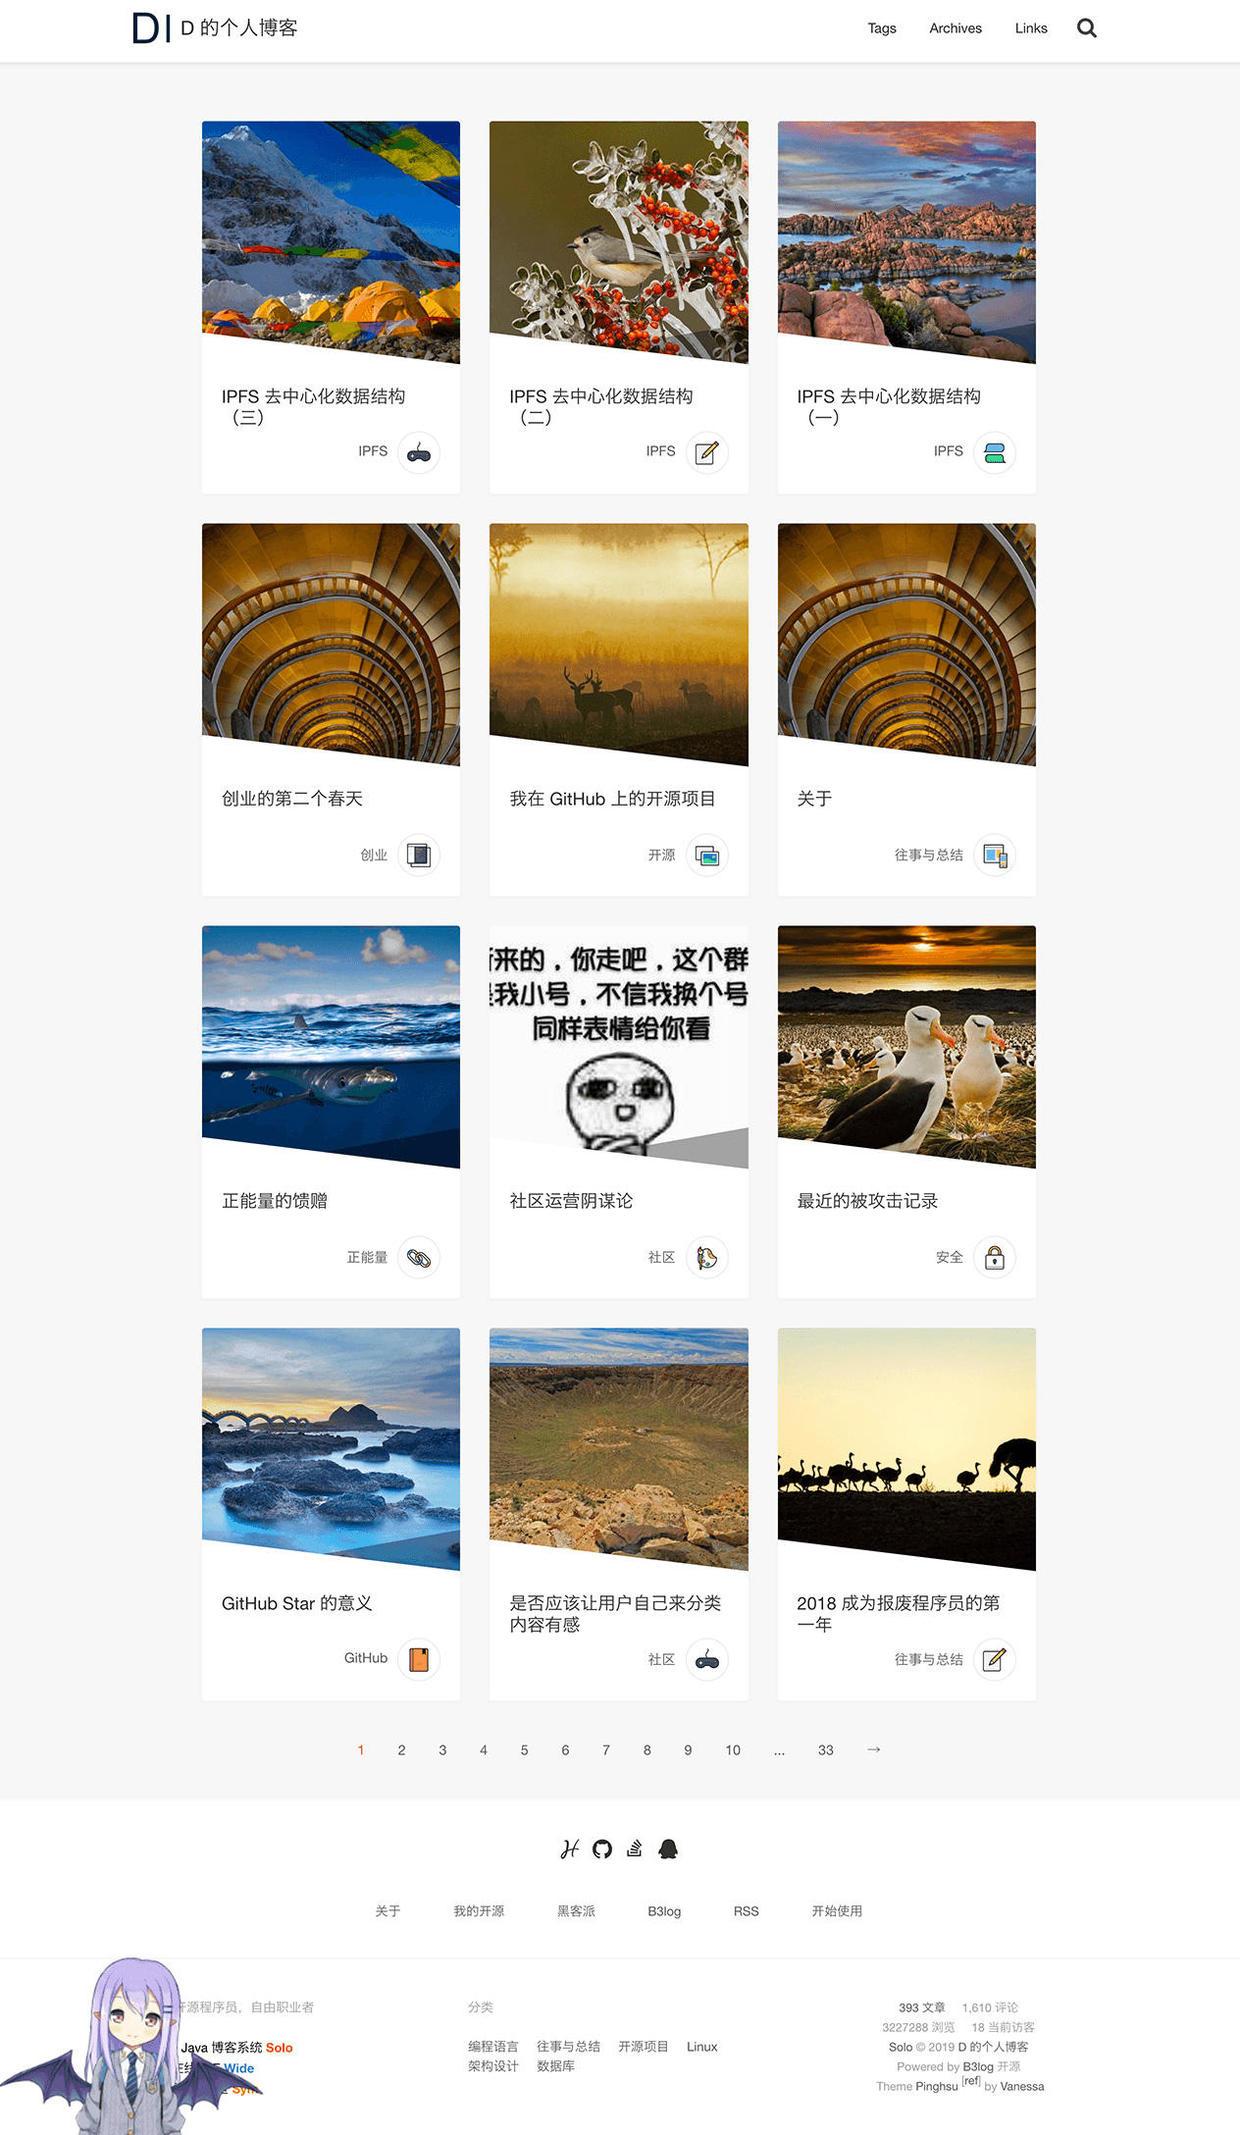 DI D 的个人博客
Tags Archives Links
IPFS 去中心化数据结构
（三）
IPFS
IPFS 去中心化数据结构
（二）
IPFS
IPFS 去中心化数据结构
（一）
IPFS
创业的第二个春天
创业
我在 GitHub 上的开源项目
开源
关于
往事与总结
正能量的馈赠
正能量
来的，你走吧，这个群
我小号，不信我换个号
同样表情给你看
社区运营阴谋论
社区
最近的被攻击记录
安全
GitHub Star 的意义
GitHub
是否应该让用户自己来分类
内容有感
社区
2018 成为报废程序员的第
一年
往事与总结
1 2 3 4 5 6 7 8 9 10 ... 33 →
关于 我的开源 黑客派 B3log RSS 开始使用
源程序员，自由职业者
Java 博客系统 Solo
Wide
分类
编程语言 往事与总结 开源项目 Linux
架构设计 数据库
393 文章 1,610 评论
3227288 浏览 18 当前访客
Solo © 2019 D 的个人博客
Powered by B3log 开源
Theme Pinghsu [ref] by Vanessa